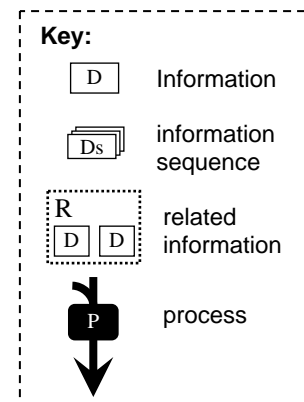 Key:
D Information
Ds information
sequence
R
D D related
information
P process